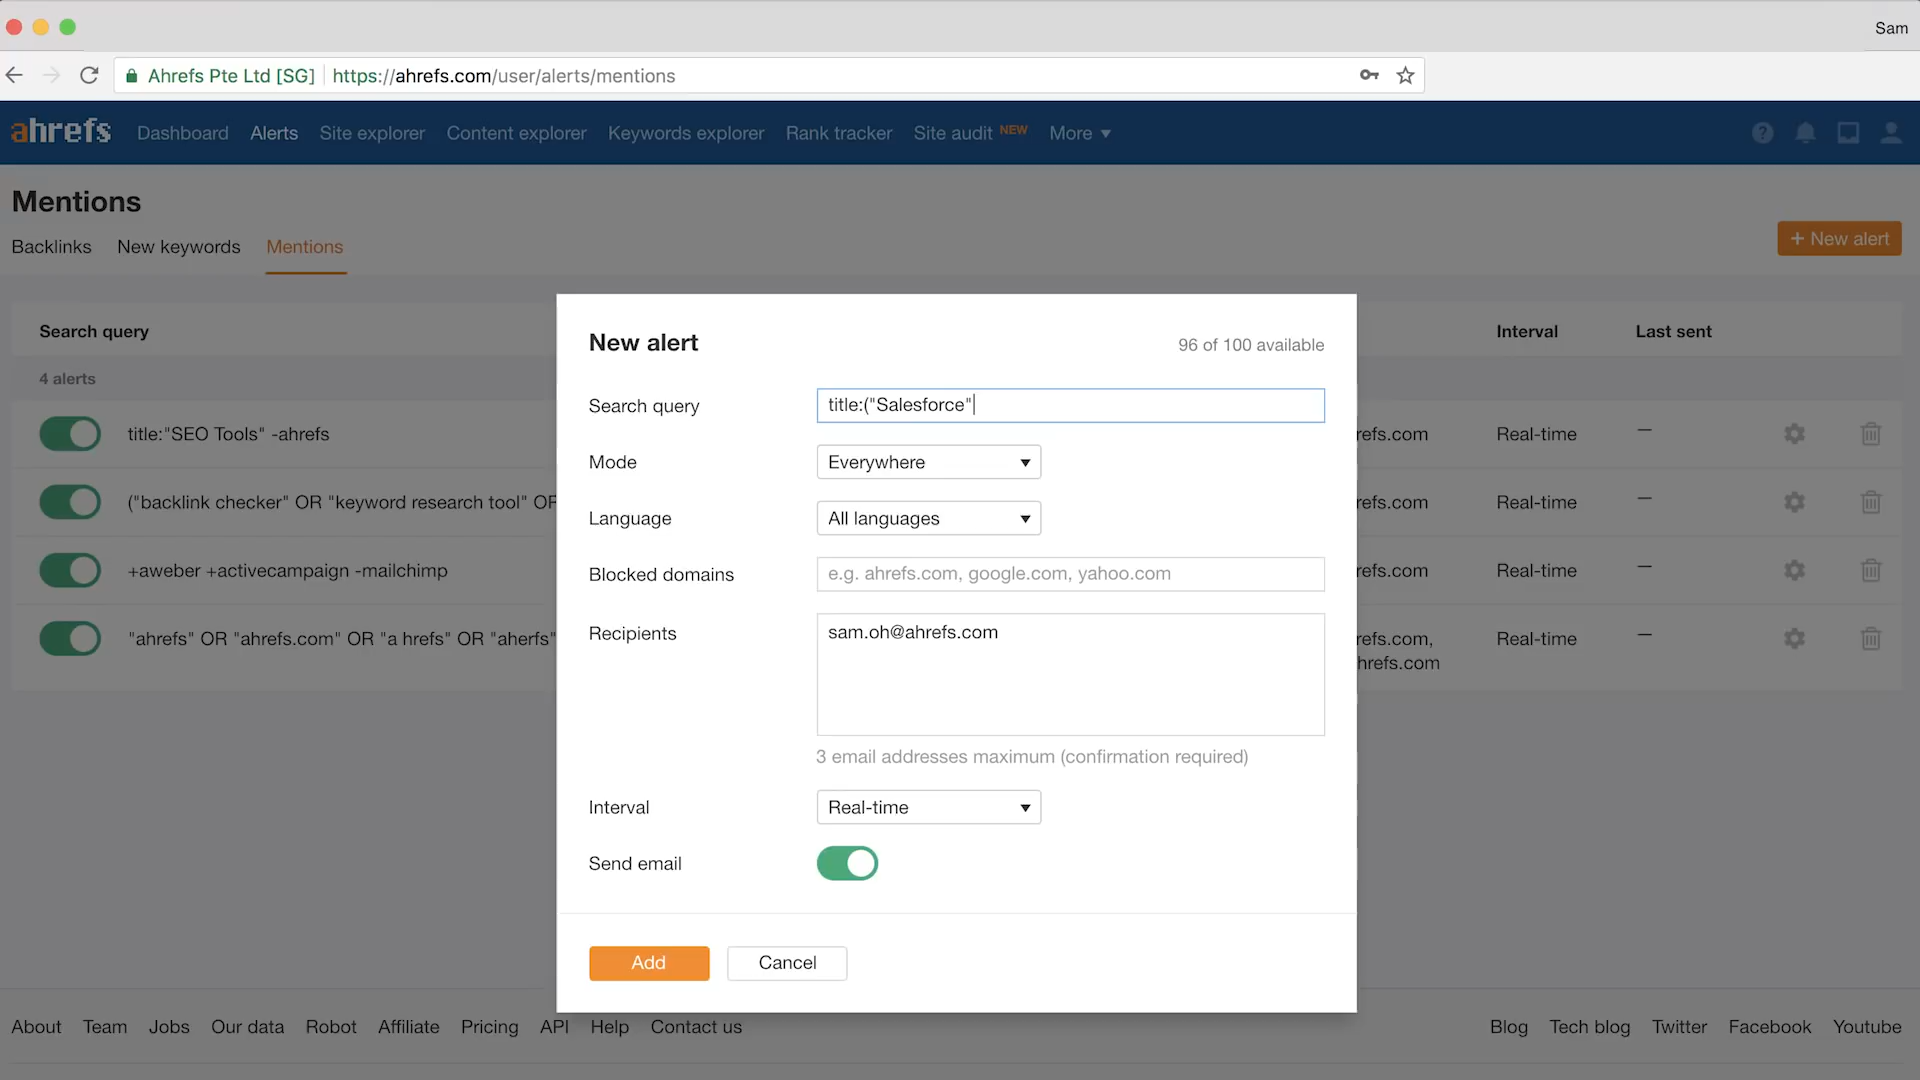 Sam
Ahrefs Pte Ltd [SG] https://ahrefs.com/user/alerts/mentions
ahrefs Dashboard Alerts Site explorer Content explorer Keywords explorer Rank tracker Site audit NEW More
Mentions
Backlinks New keywords Mentions
+ New alert
Search query Interval Last sent
4 alerts
title:"SEO Tools" -ahrefs refs.com Real-time —
("backlink checker" OR "keyword research tool" OR refs.com Real-time —
+aweber +activecampaign -mailchimp refs.com Real-time —
"ahrefs" OR "ahrefs.com" OR "a hrefs" OR "aherfs" refs.com, Real-time —
hrefs.com
New alert 96 of 100 available
Search query title:("Salesforce"
Mode Everywhere
Language All languages
Blocked domains e.g. ahrefs.com, google.com, yahoo.com
Recipients sam.oh@ahrefs.com
3 email addresses maximum (confirmation required)
Interval Real-time
Send email
Add Cancel
About Team Jobs Our data Robot Affiliate Pricing API Help Contact us Blog Tech blog Twitter Facebook Youtube